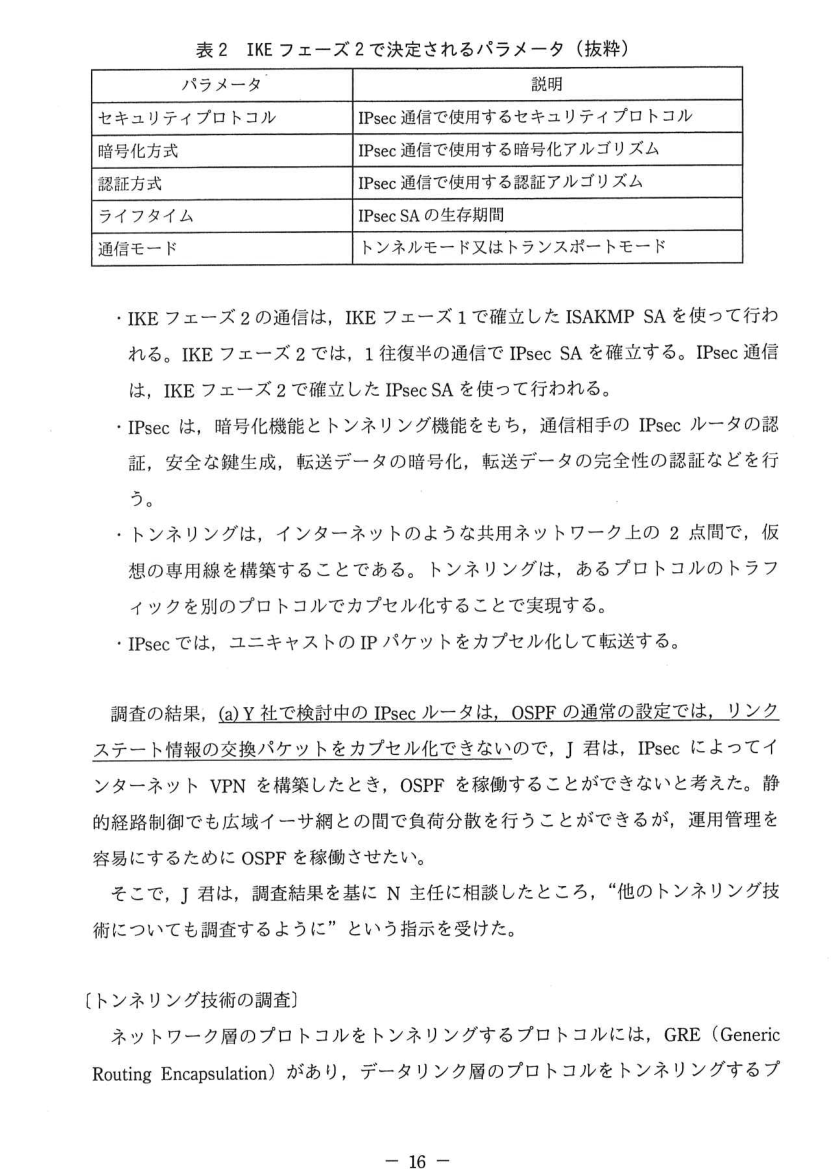 表2　IKE フェーズ 2 で決定されるパラメータ（抜粋）
パラメータ　説明
セキュリティプロトコル　IPsec 通信で使用するセキュリティプロトコル
暗号化方式　IPsec 通信で使用する暗号化アルゴリズム
認証方式　IPsec 通信で使用する認証アルゴリズム
ライフタイム　IPsec SA の生存期間
通信モード　トンネルモード又はトランスポートモード
・IKE フェーズ 2 の通信は，IKE フェーズ 1 で確立した ISAKMP SA を使って行わ
れる。IKE フェーズ 2 では，1 往復半の通信で IPsec SA を確立する。IPsec 通信
は，IKE フェーズ 2 で確立した IPsec SA を使って行われる。
・IPsec は，暗号化機能とトンネリング機能をもち，通信相手の IPsec ルータの認
証，安全な鍵生成，転送データの暗号化，転送データの完全性の認証などを行
う。
・トンネリングは，インターネットのような共用ネットワーク上の 2 点間で，仮
想の専用線を構築することである。トンネリングは，あるプロトコルのトラフ
ィックを別のプロトコルでカプセル化することで実現する。
・IPsec では，ユニキャストの IP パケットをカプセル化して転送する。
調査の結果，(a) Y 社で検討中の IPsec ルータは，OSPF の通常の設定では，リンク
ステート情報の交換パケットをカプセル化できないので，J 君は，IPsec によってイ
ンターネット VPN を構築したとき，OSPF を稼働することができないと考えた。静
的経路制御でも広域イーサ網との間で負荷分散を行うことができるが，運用管理を
容易にするために OSPF を稼働させたい。
そこで，J 君は，調査結果を基に N 主任に相談したところ，“他のトンネリング技
術についても調査するように”という指示を受けた。
〔トンネリング技術の調査〕
ネットワーク層のプロトコルをトンネリングするプロトコルには，GRE（Generic
Routing Encapsulation）があり，データリンク層のプロトコルをトンネリングするプ
－ 16 －